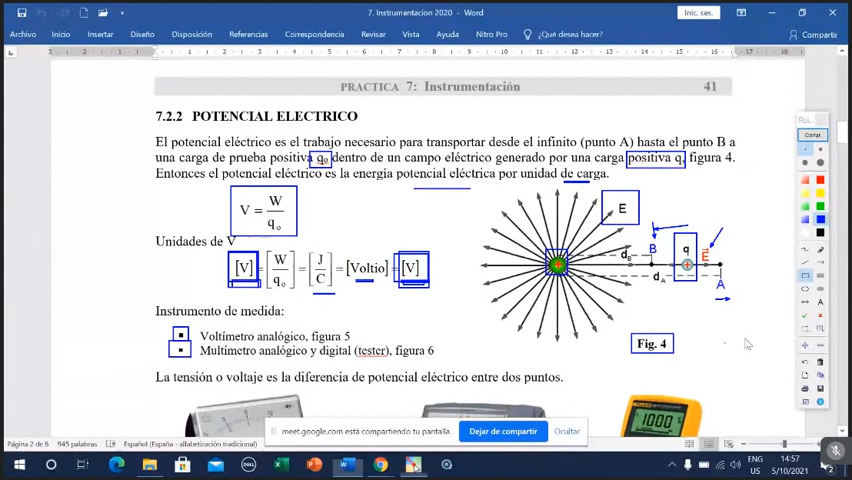 7. Instrumentacion 2020 - Word
Inic. ses.
Archivo Inicio Insertar Diseño Disposición Referencias Correspondencia Revisar Vista Ayuda Nitro Pro ¿Qué desea hacer? Compartir
PRACTICA 7: Instrumentación 41
7.2.2 POTENCIAL ELECTRICO
El potencial eléctrico es el trabajo necesario para transportar desde el infinito (punto A) hasta el punto B a
una carga de prueba positiva qo dentro de un campo eléctrico generado por una carga positiva q, figura 4.
Entonces el potencial eléctrico es la energía potencial eléctrica por unidad de carga.
V = W / qo
Unidades de V
[V] = [W / qo] = [J / C] = [Voltio] = [V]
E
B
q
E
dB
dA
A
Fig. 4
Instrumento de medida:
▪ Voltímetro analógico, figura 5
▪ Multímetro analógico y digital (tester), figura 6
La tensión o voltaje es la diferencia de potencial eléctrico entre dos puntos.
Cerrar
meet.google.com está compartiendo tu pantalla.
Dejar de compartir
Ocultar
Página 2 de 6 945 palabras Español (España - alfabetización tradicional)
ENG
US
14:57
5/10/2021